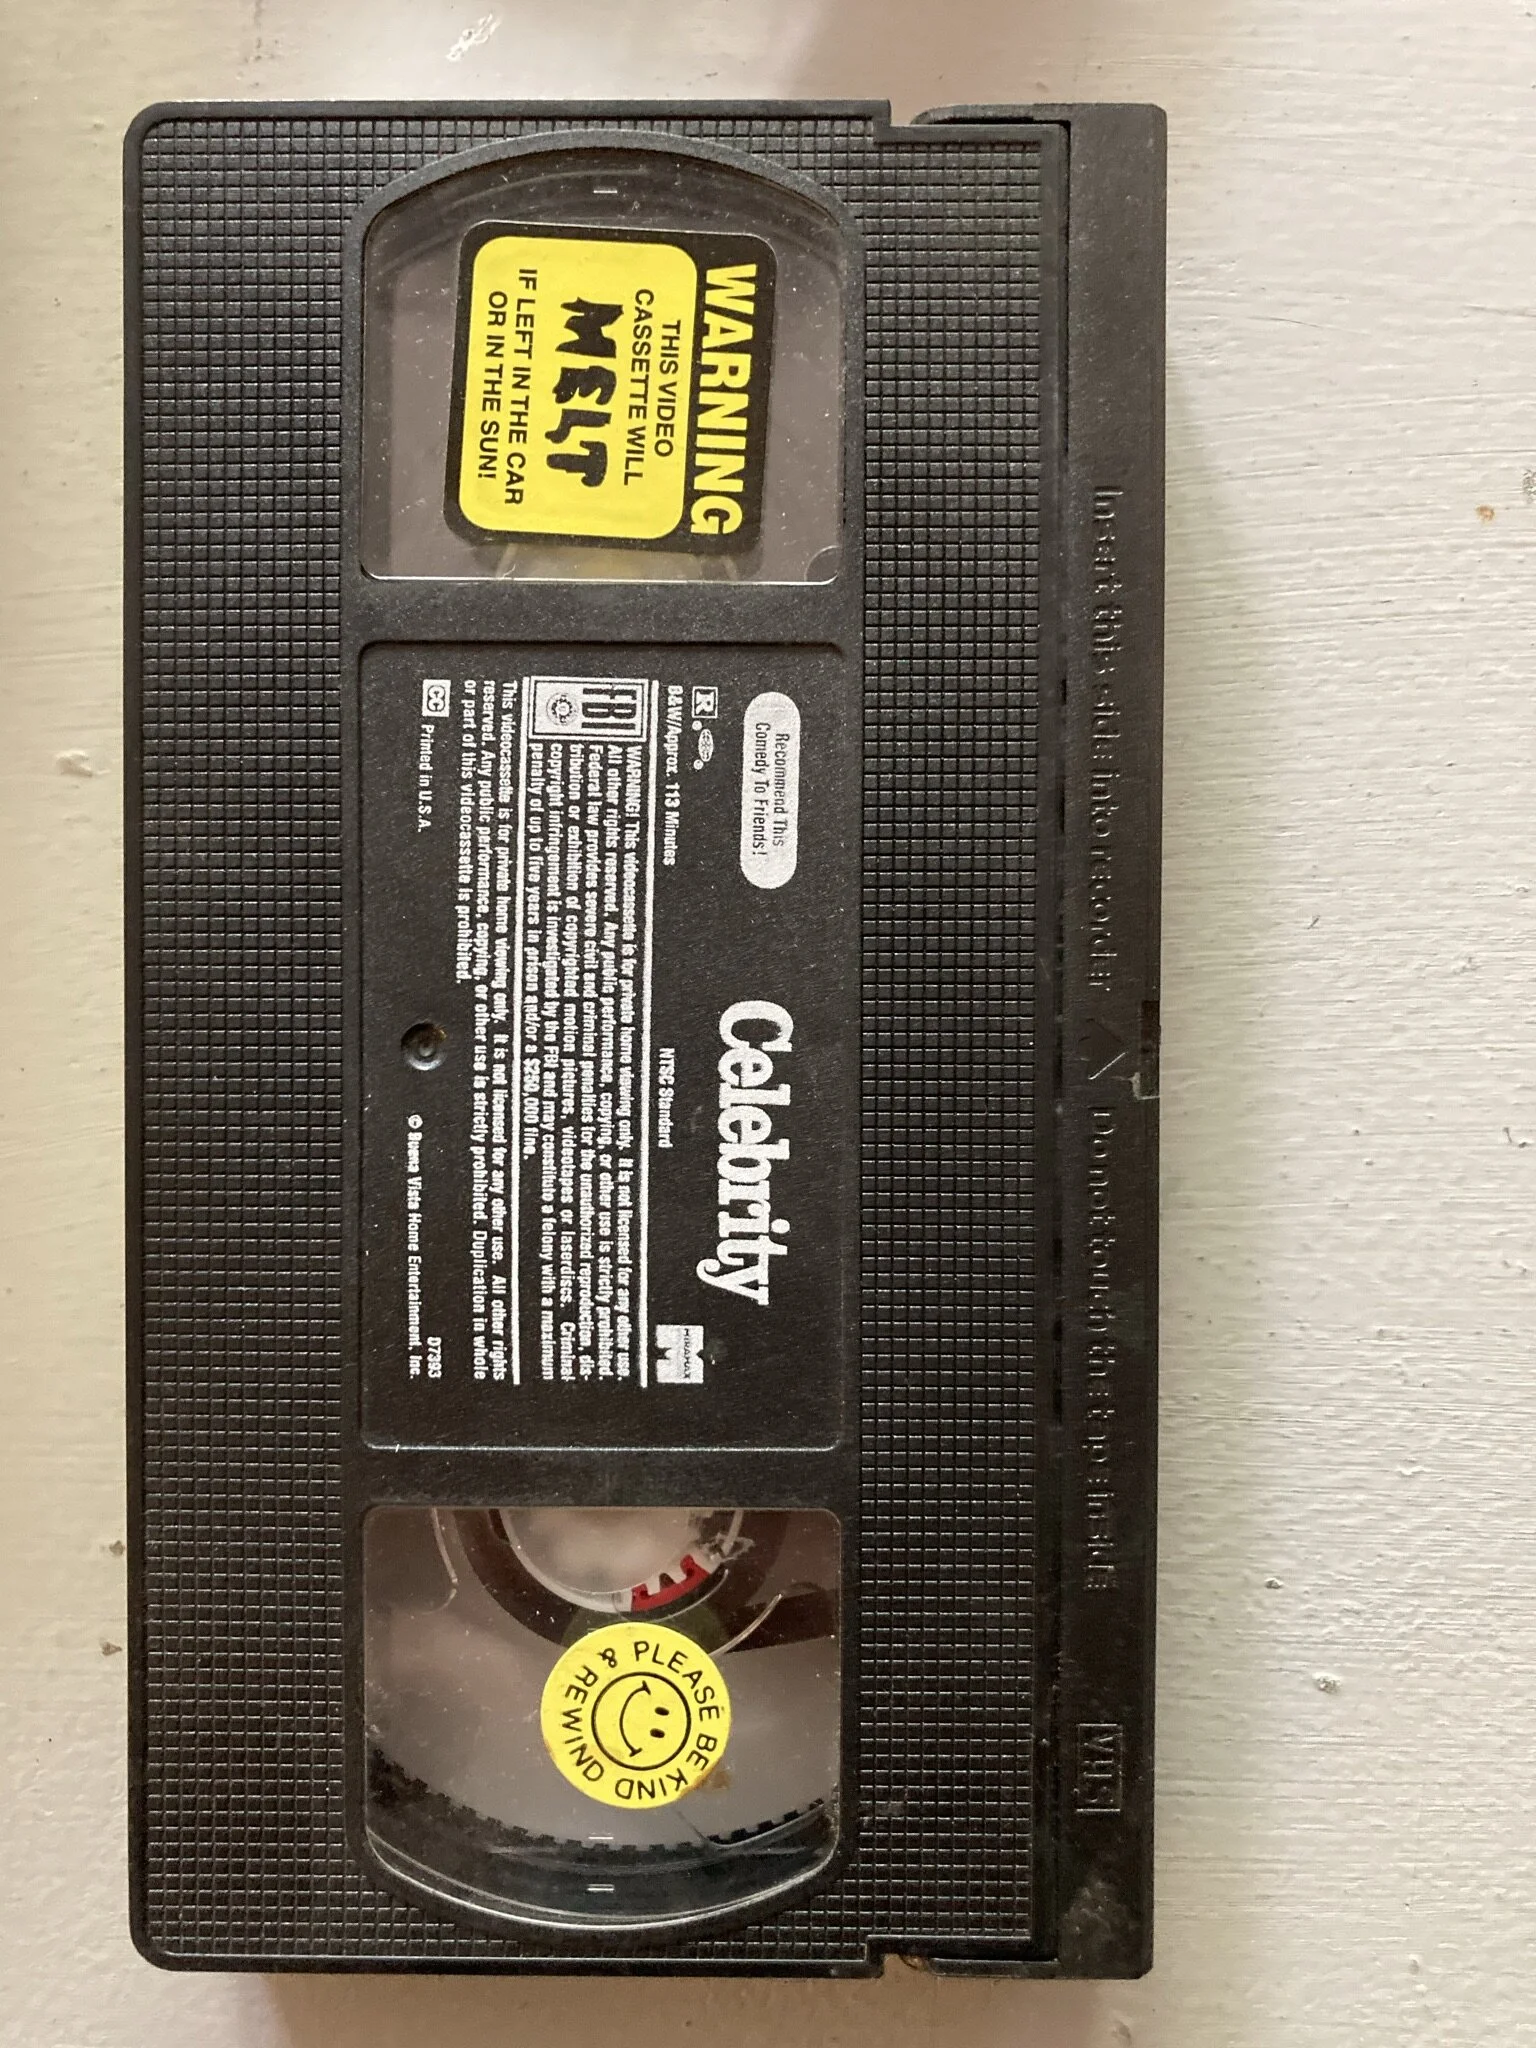 WARNING
THIS VIDEO
CASSETTE WILL
MELT
IF LEFT IN THE CAR
OR IN THE SUN!
Recommend This
Comedy To Friends!
Celebrity
R
B&W/Approx. 113 Minutes
NTSC Standard
MIRAMAX
FBI
WARNING! This videocassette is for private home viewing only. It is not licensed for any other use.
All other rights reserved. Any public performance, copying, or other use is strictly prohibited.
Federal law provides severe civil and criminal penalties for the unauthorized reproduction, dis-
tribution or exhibition of copyrighted motion pictures, videotapes or laserdiscs. Criminal
copyright infringement is investigated by the FBI and may constitute a felony with a maximum
penalty of up to five years in prison and/or a $250,000 fine.
This videocassette is for private home viewing only. It is not licensed for any other use. All other rights
reserved. Any public performance, copying, or other use is strictly prohibited. Duplication in whole
or part of this videocassette is prohibited.
CC Printed in U.S.A.
D7393
© Buena Vista Home Entertainment, Inc.
PLEASE BE KIND & REWIND
Insert this side into recorder
Do not touch the tape inside
VHS